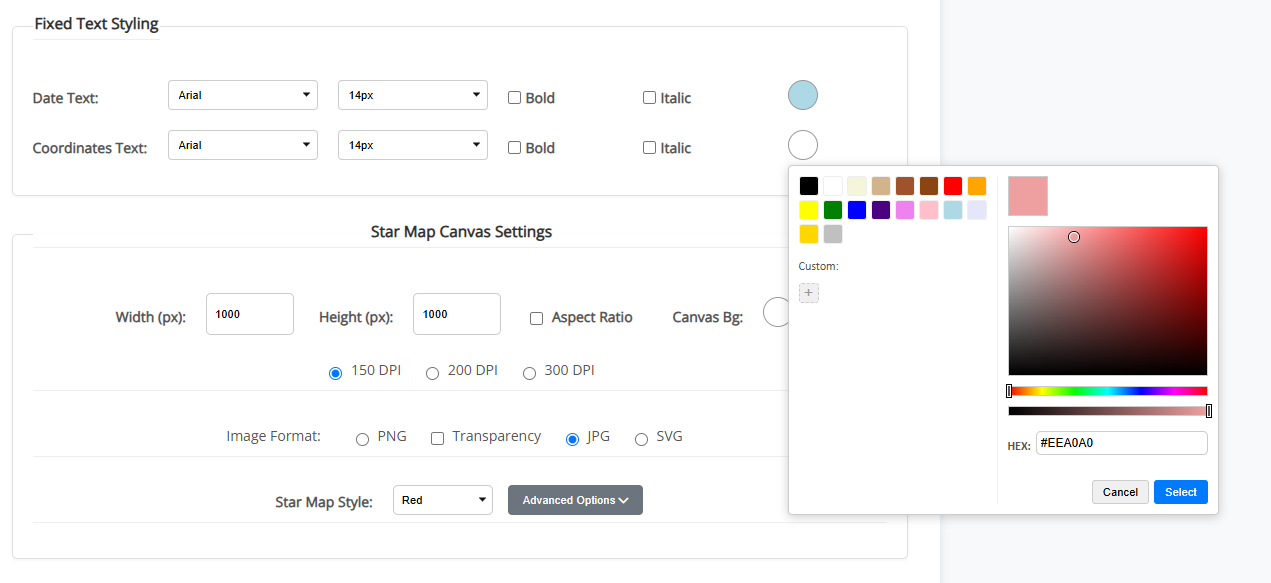 Fixed Text Styling
Date Text: Arial 14px Bold Italic
Coordinates Text: Arial 14px Bold Italic
Star Map Canvas Settings
Width (px): 1000 Height (px): 1000 Aspect Ratio Canvas Bg:
150 DPI 200 DPI 300 DPI
Image Format: PNG Transparency JPG SVG
Star Map Style: Red Advanced Options
Custom:
+
HEX: #EEA0A0
Cancel Select